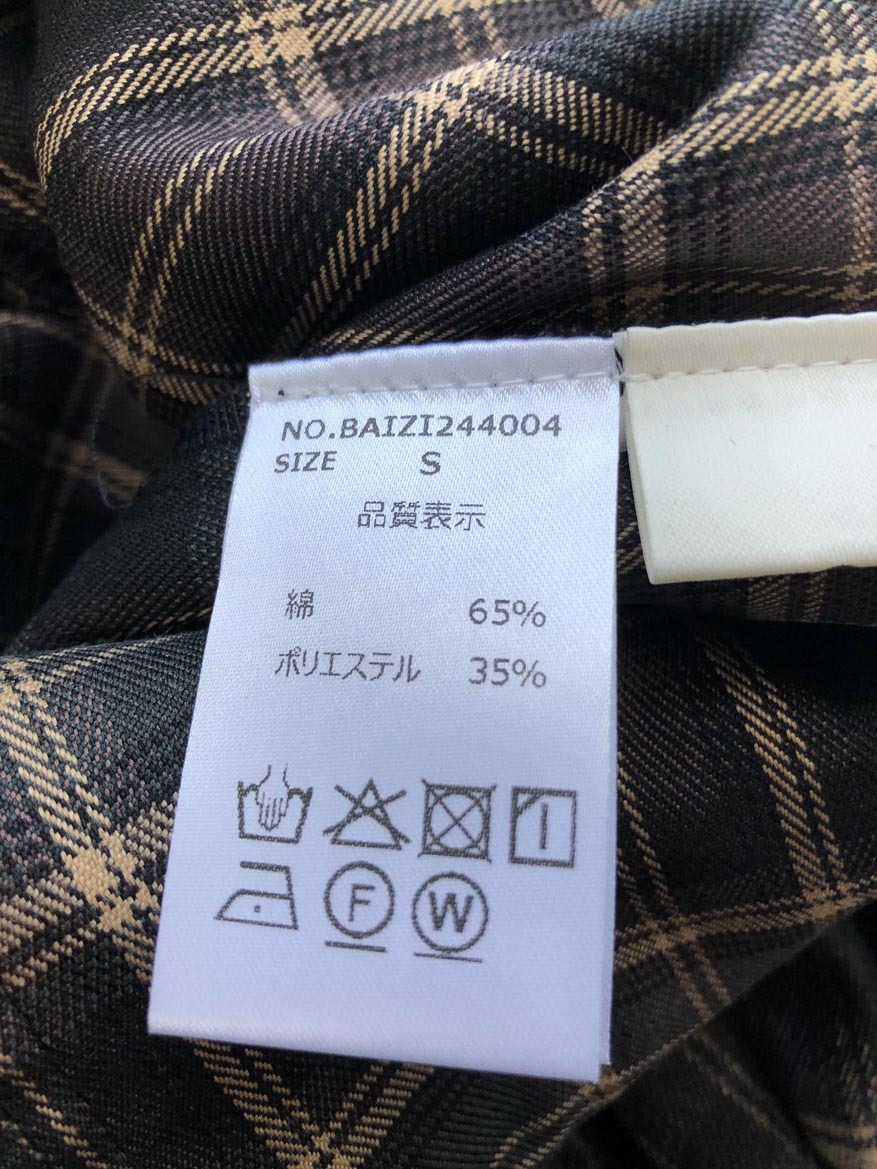 NO.BAIZI244004
SIZE S
品質表示
綿 65%
ポリエステル 35%
F W